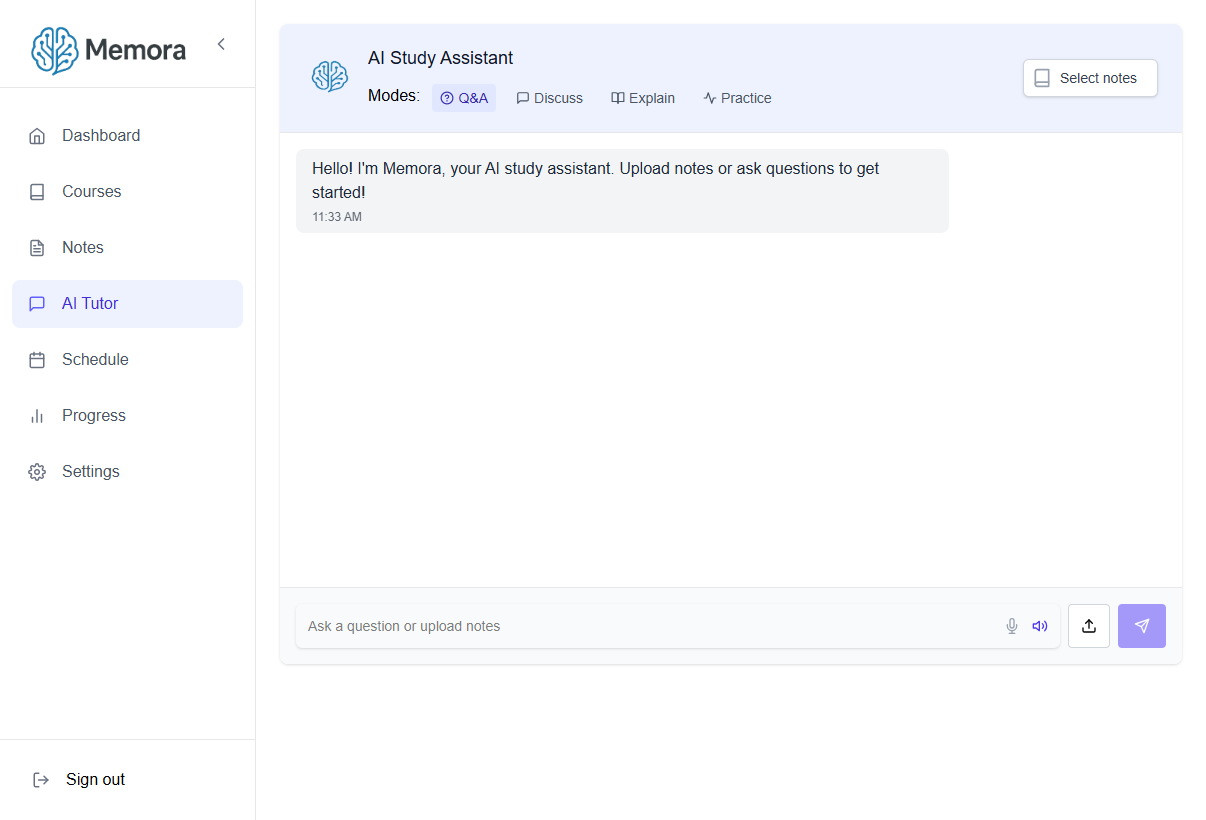 Memora
Dashboard
Courses
Notes
AI Tutor
Schedule
Progress
Settings
Sign out
AI Study Assistant
Modes: Q&A Discuss Explain Practice
Select notes
Hello! I'm Memora, your AI study assistant. Upload notes or ask questions to get
started!
11:33 AM
Ask a question or upload notes